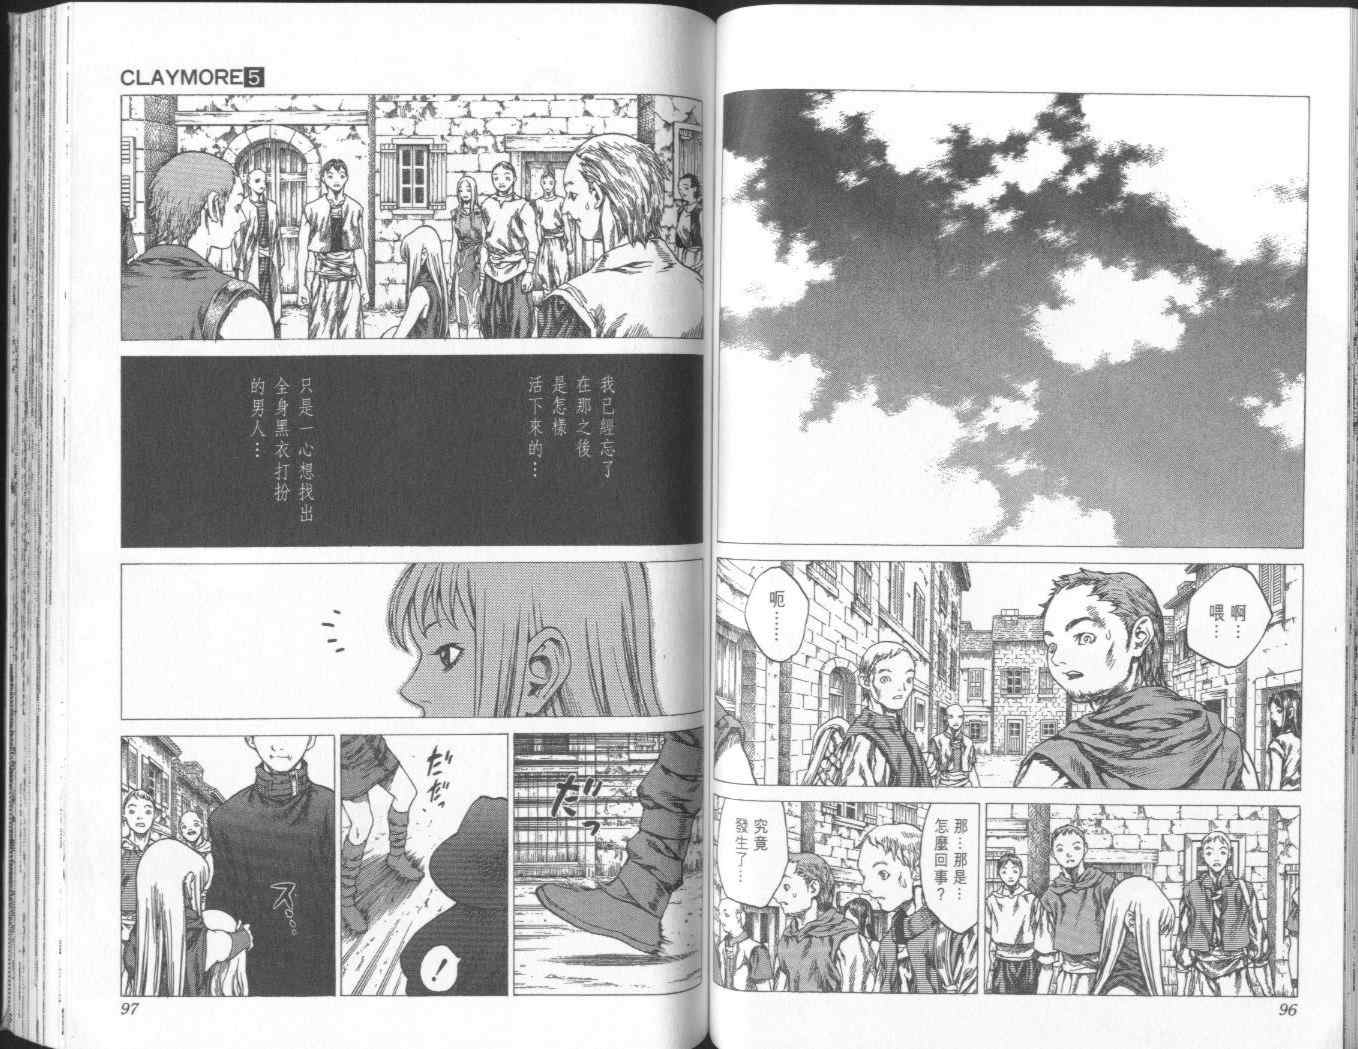 啊…
喂…
呃……
那…那是…
怎麼回事？
究竟
發生了…
96
CLAYMORE5
我已經忘了
在那之後
是怎樣
活下來的…
只是一心想找出
全身黑衣打扮
的男人…
だっ
だだっ
！
ス…
97